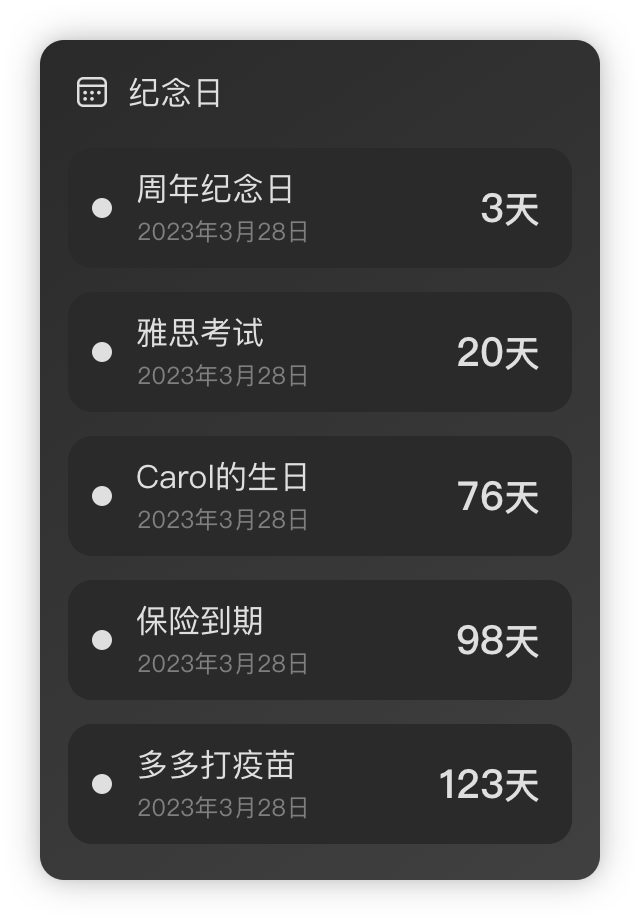 纪念日
周年纪念日
2023年3月28日
3天
雅思考试
2023年3月28日
20天
Carol的生日
2023年3月28日
76天
保险到期
2023年3月28日
98天
多多打疫苗
2023年3月28日
123天